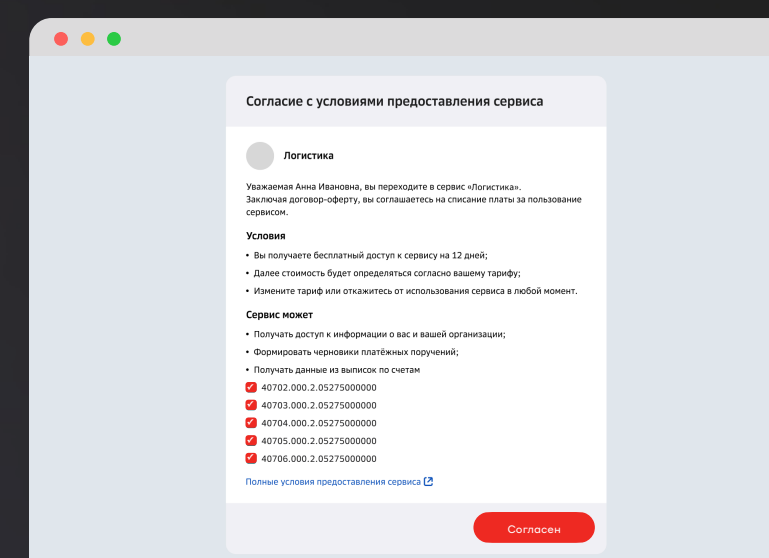 Согласие с условиями предоставления сервиса
Логистика
Уважаемая Анна Ивановна, вы переходите в сервис «Логистика».
Заключая договор-оферту, вы соглашаетесь на списание платы за пользование
сервисом.
Условия
• Вы получаете бесплатный доступ к сервису на 12 дней;
• Далее стоимость будет определяться согласно вашему тарифу;
• Измените тариф или откажитесь от использования сервиса в любой момент.
Сервис может
• Получать доступ к информации о вас и вашей организации;
• Формировать черновики платёжных поручений;
• Получать данные из выписок по счетам
40702.000.2.05275000000
40703.000.2.05275000000
40704.000.2.05275000000
40705.000.2.05275000000
40706.000.2.05275000000
Полные условия предоставления сервиса
Согласен